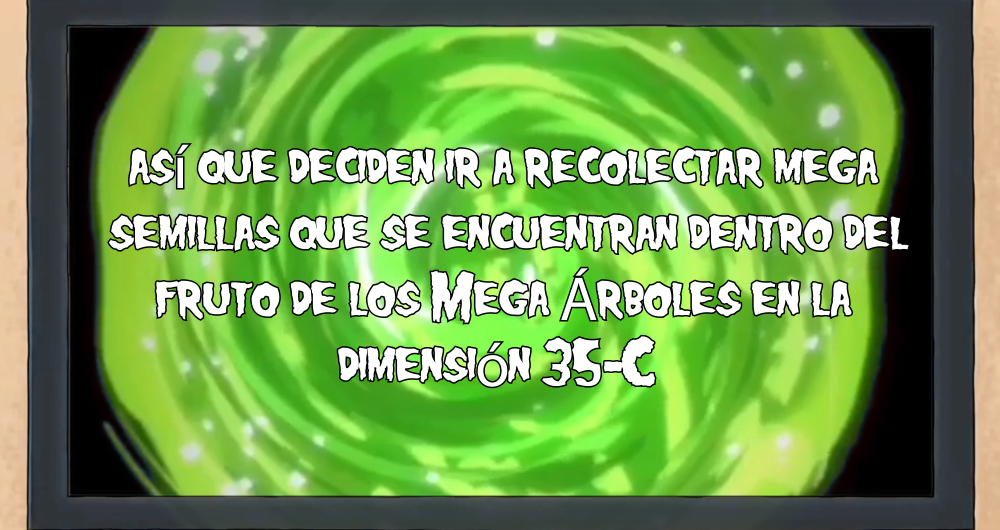 así que deciden ir a recolectar mega
semillas que se encuentran dentro del
fruto de los Mega Árboles en la
dimensión 35-C